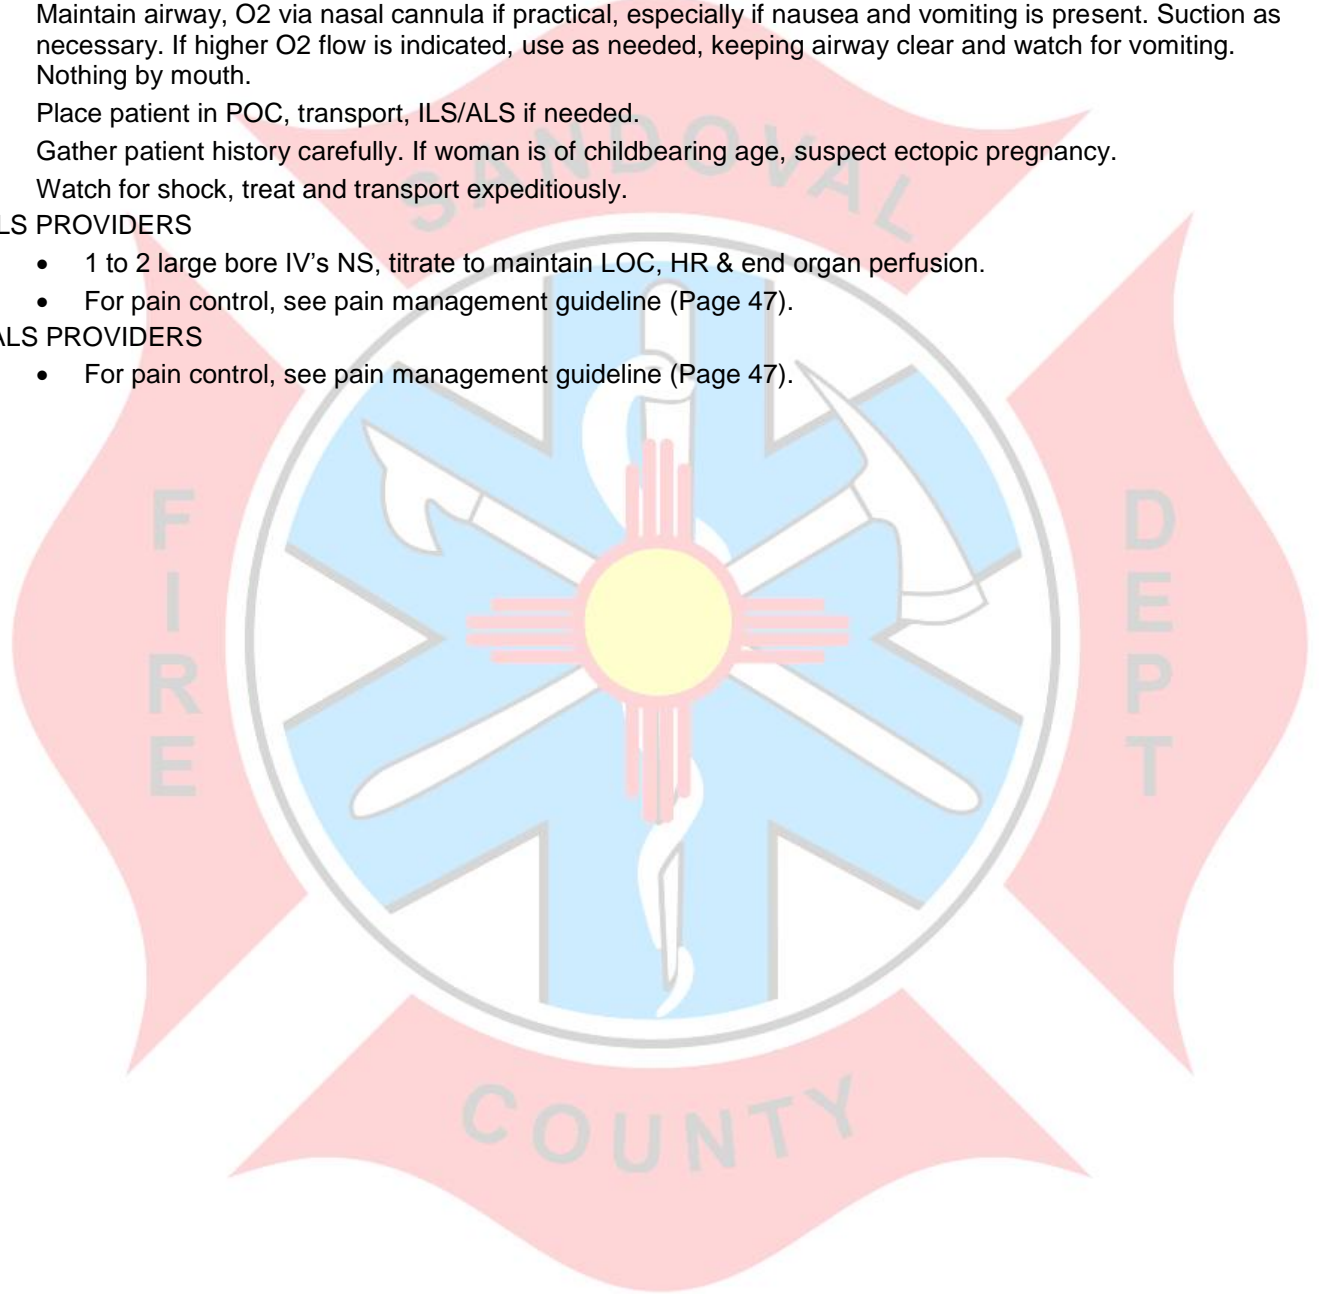 Maintain airway, O2 via nasal cannula if practical, especially if nausea and vomiting is present. Suction as
necessary. If higher O2 flow is indicated, use as needed, keeping airway clear and watch for vomiting.
Nothing by mouth.
Place patient in POC, transport, ILS/ALS if needed.
Gather patient history carefully. If woman is of childbearing age, suspect ectopic pregnancy.
Watch for shock, treat and transport expeditiously.
LS PROVIDERS
• 1 to 2 large bore IV's NS, titrate to maintain LOC, HR & end organ perfusion.
• For pain control, see pain management guideline (Page 47).
ALS PROVIDERS
• For pain control, see pain management guideline (Page 47).
SANDOVAL
FIRE
DEPT
COUNTY